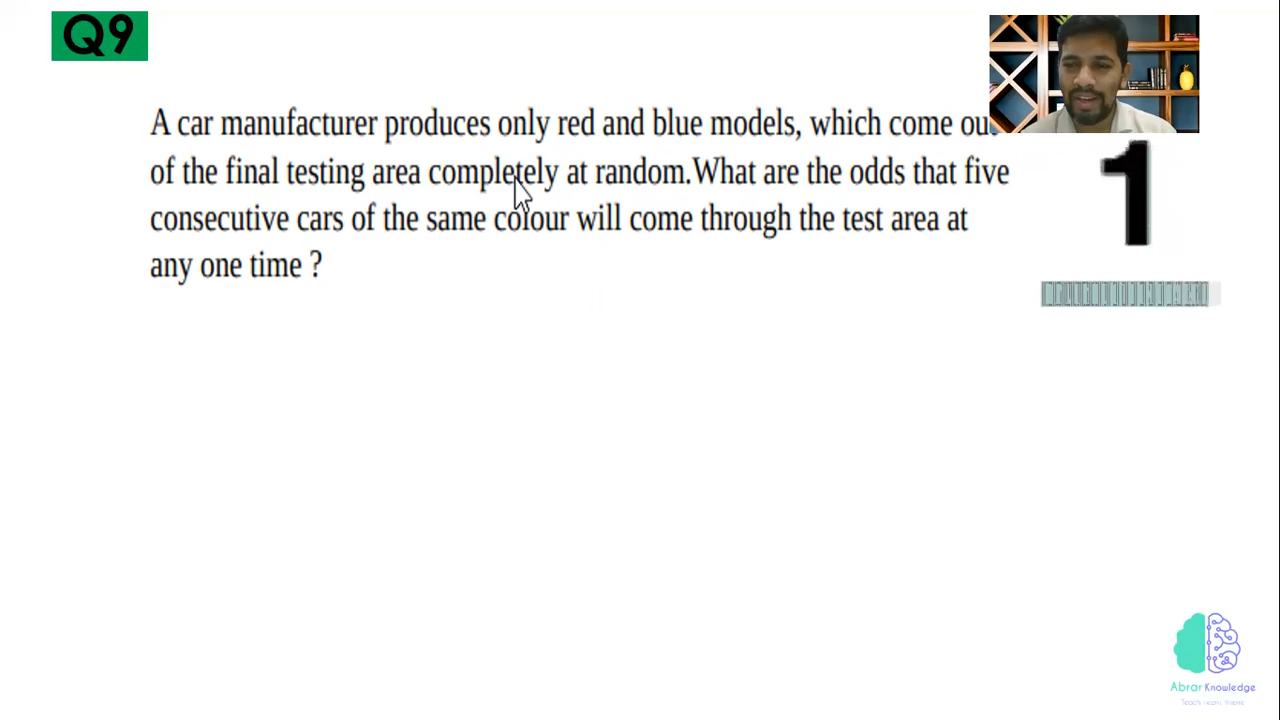 Q9
A car manufacturer produces only red and blue models, which come ou
of the final testing area completely at random.What are the odds that five
consecutive cars of the same colour will come through the test area at
any one time ?
1
Abrar Knowledge